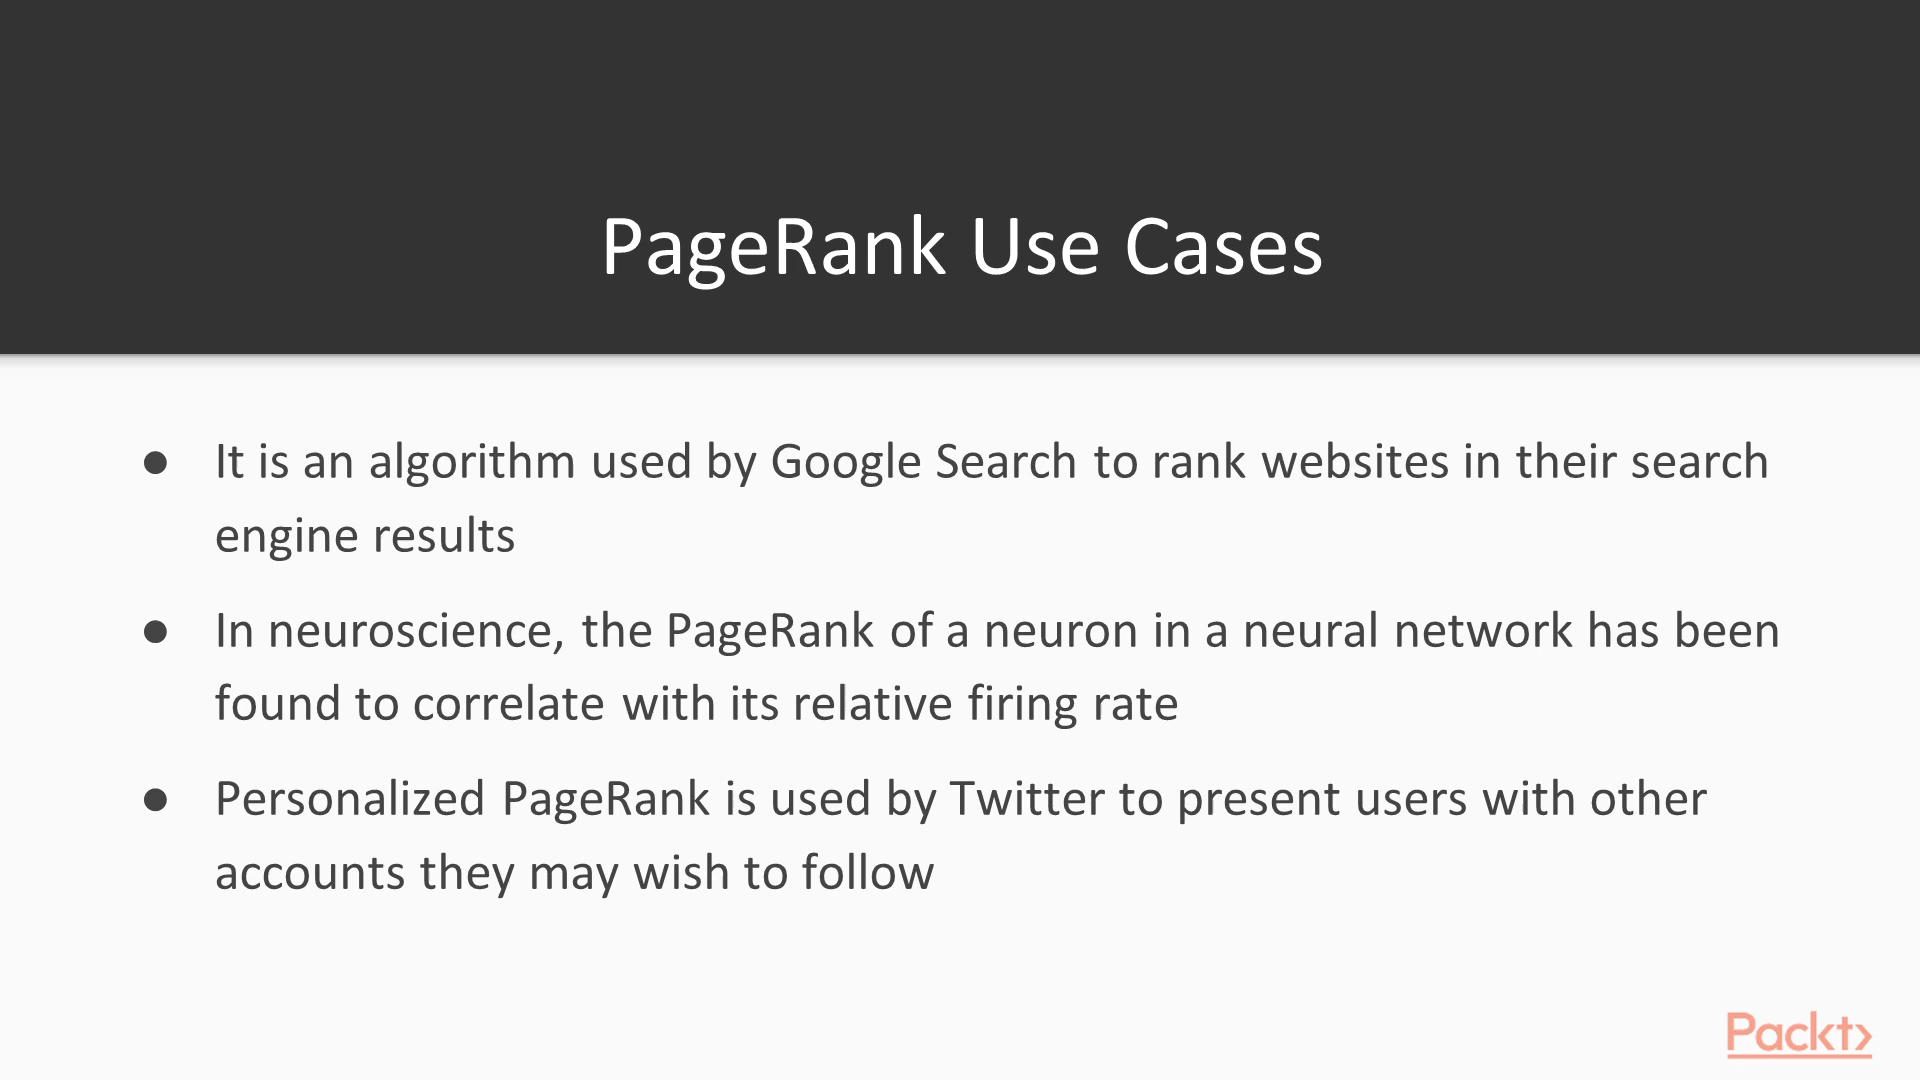 PageRank Use Cases
● It is an algorithm used by Google Search to rank websites in their search
engine results
● In neuroscience, the PageRank of a neuron in a neural network has been
found to correlate with its relative firing rate
● Personalized PageRank is used by Twitter to present users with other
accounts they may wish to follow
Packt>